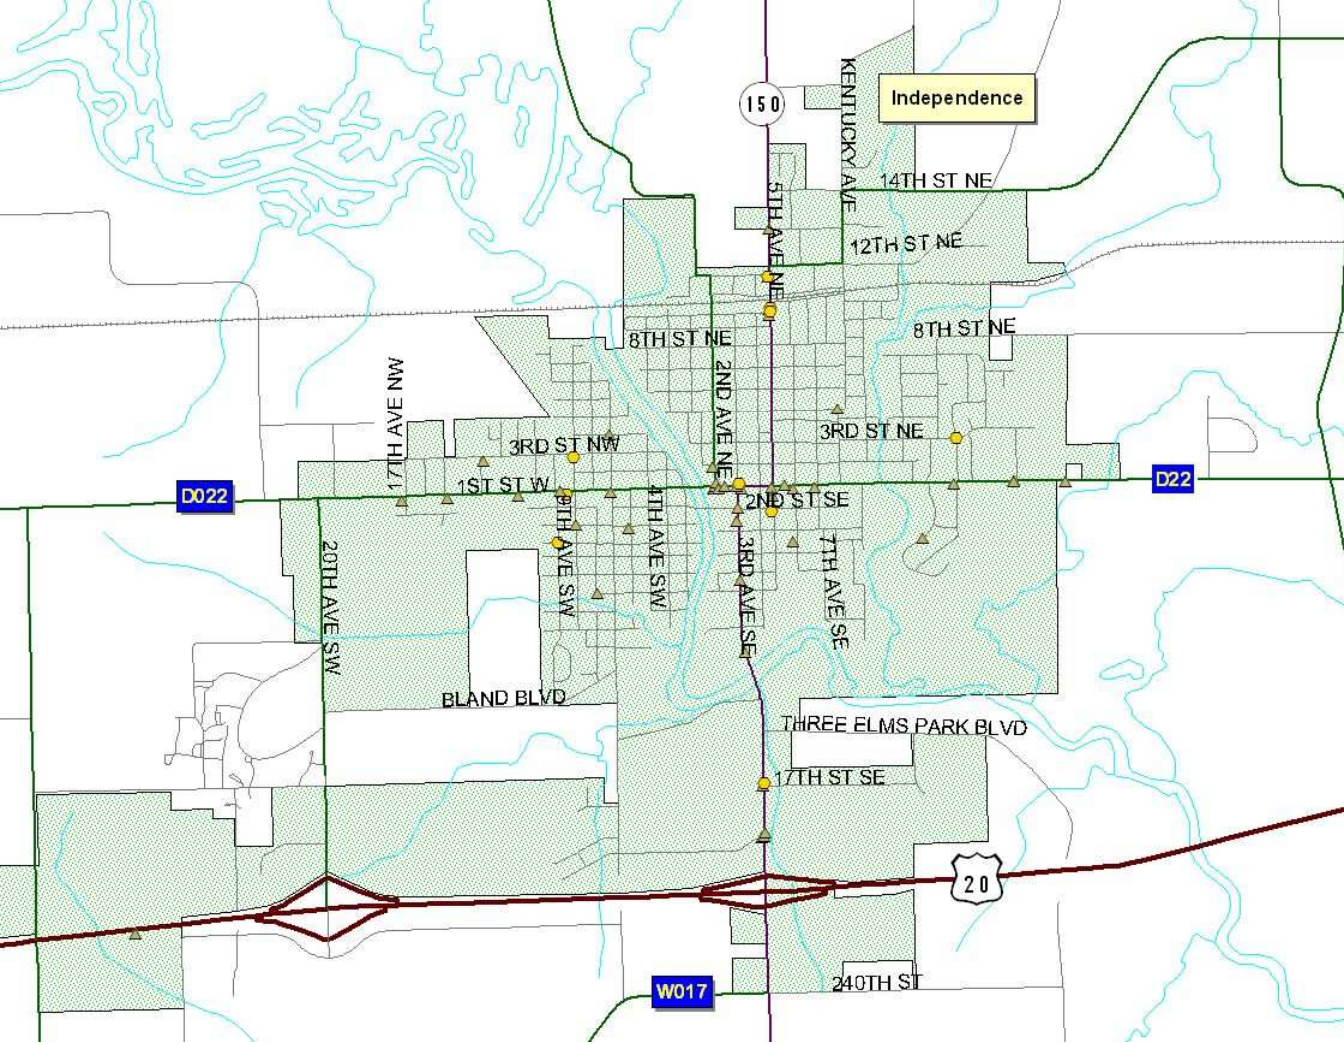 KENTUCKY AVE
Independence
150
14TH ST NE
5TH AVE NE
12TH ST NE
8TH ST NE
8TH ST NE
17TH AVE NW
2ND AVE NE
3RD ST NW
3RD ST NE
D022
1ST ST W
D22
2ND ST SE
9TH AVE SW
4TH AVE SW
20TH AVE SW
3RD AVE SE
7TH AVE SE
BLAND BLVD
THREE ELMS PARK BLVD
17TH ST SE
20
W017
240TH ST